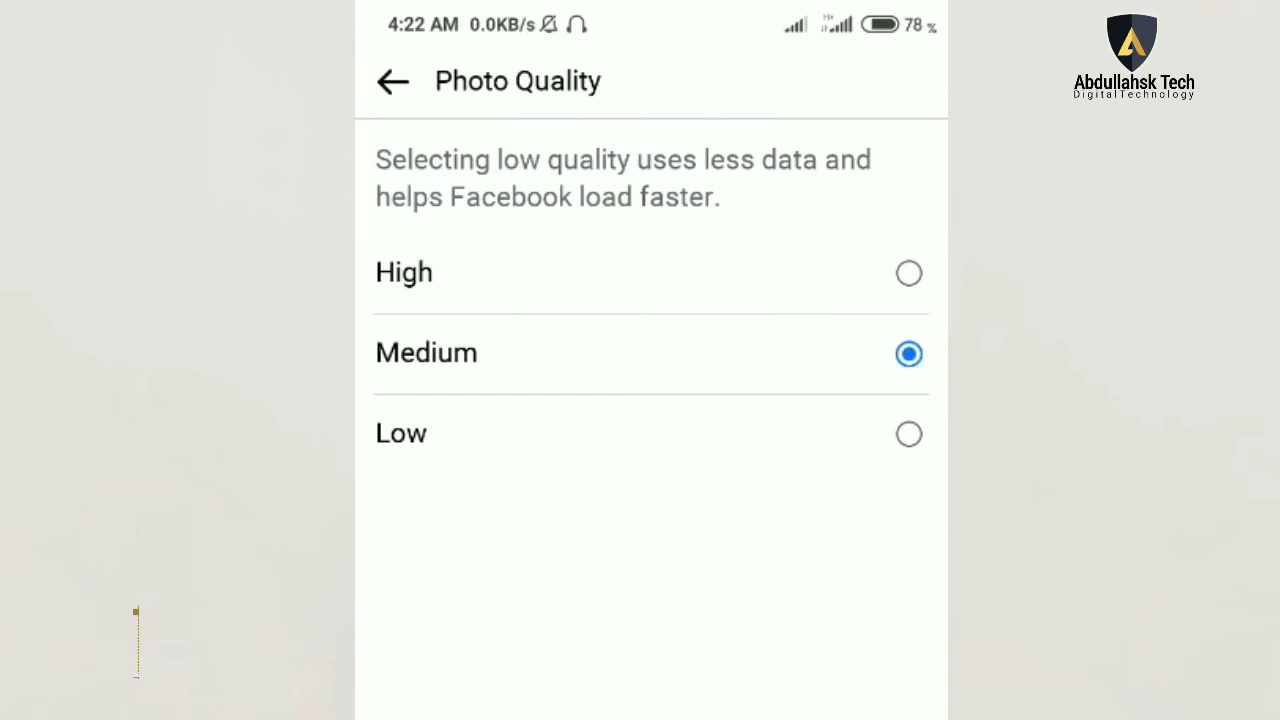 4:22 AM 0.0KB/s 78 %
Abdullahsk Tech
DigitalTechnology
Photo Quality
Selecting low quality uses less data and
helps Facebook load faster.
High
Medium
Low